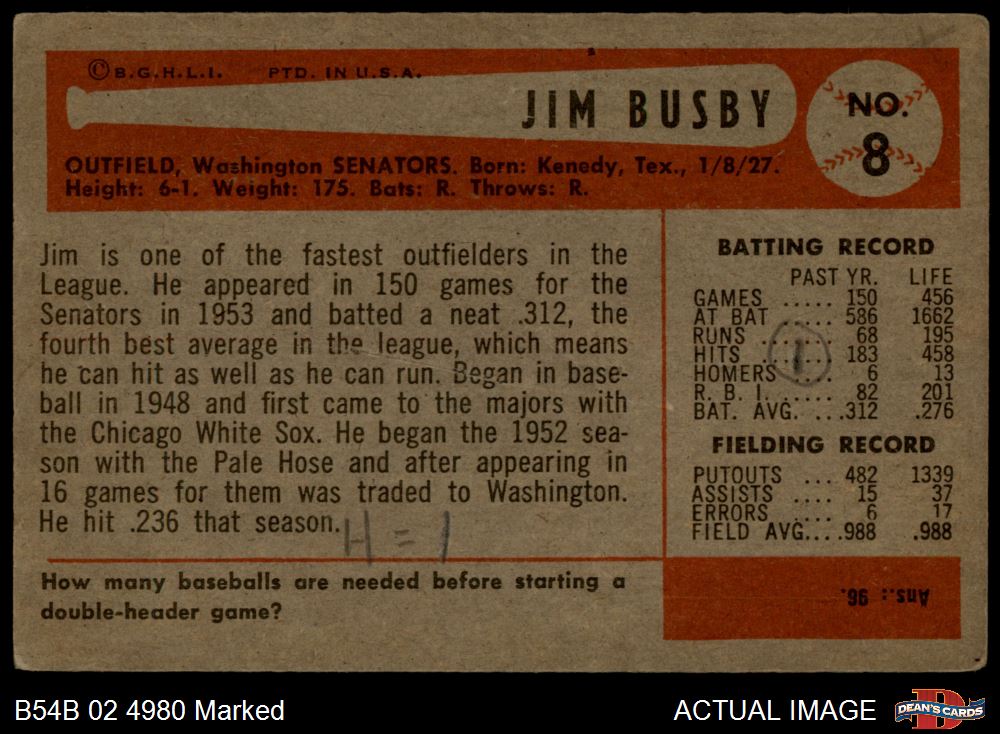 © B.G.H.L.I. PTD. IN U.S.A.
JIM BUSBY
NO. 8
OUTFIELD, Washington SENATORS. Born: Kenedy, Tex., 1/8/27.
Height: 6-1. Weight: 175. Bats: R. Throws: R.
Jim is one of the fastest outfielders in the
League. He appeared in 150 games for the
Senators in 1953 and batted a neat .312, the
fourth best average in the league, which means
he can hit as well as he can run. Began in base-
ball in 1948 and first came to the majors with
the Chicago White Sox. He began the 1952 sea-
son with the Pale Hose and after appearing in
16 games for them was traded to Washington.
He hit .236 that season.
H = 1
How many baseballs are needed before starting a
double-header game?
BATTING RECORD
PAST YR. LIFE
GAMES ..... 150 456
AT BAT ..... 586 1662
RUNS ....... 68 195
HITS ....... 183 458
1
HOMERS ..... 6 13
R. B. I. ...... 82 201
BAT. AVG. ... .312 .276
FIELDING RECORD
PUTOUTS ... 482 1339
ASSISTS .... 15 37
ERRORS .... 6 17
FIELD AVG.... .988 .988
Ans.: 96.
B54B 02 4980 Marked
ACTUAL IMAGE
D
DEAN'S CARDS